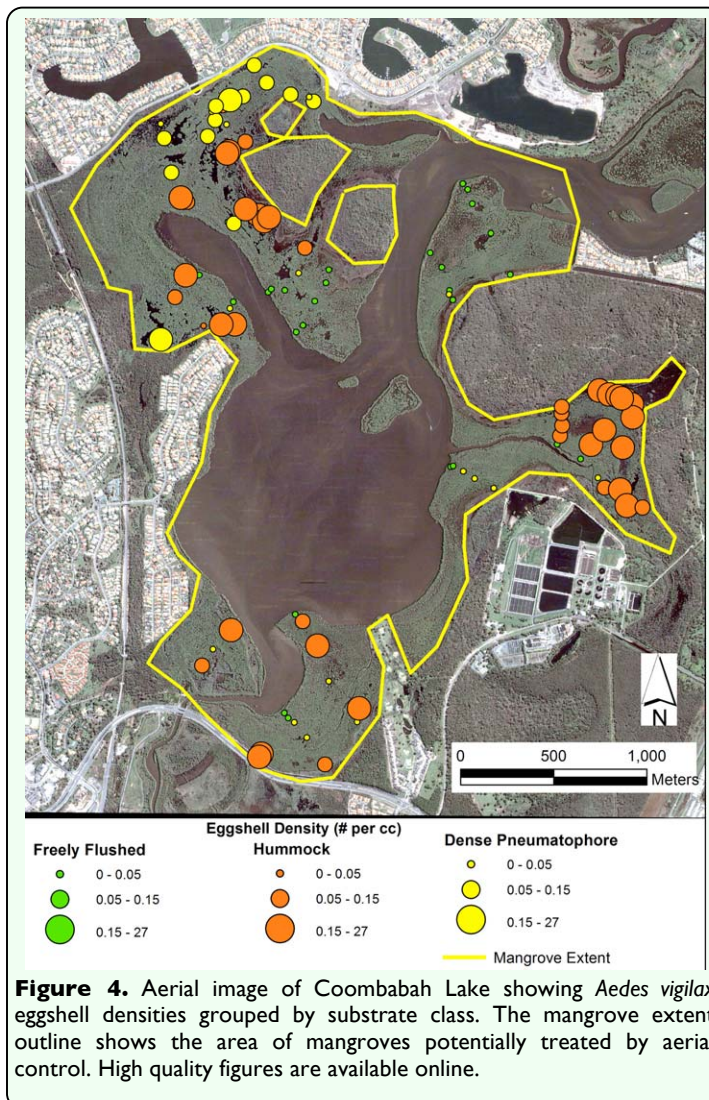 N
0 500 1,000
Meters
Eggshell Density (# per cc)
Freely Flushed Hummock Dense Pneumatophore
0 - 0.05 0 - 0.05 0 - 0.05
0.05 - 0.15 0.05 - 0.15 0.05 - 0.15
0.15 - 27 0.15 - 27 0.15 - 27
Mangrove Extent
Figure 4. Aerial image of Coombabah Lake showing Aedes vigilax
eggshell densities grouped by substrate class. The mangrove extent
outline shows the area of mangroves potentially treated by aeria
control. High quality figures are available online.